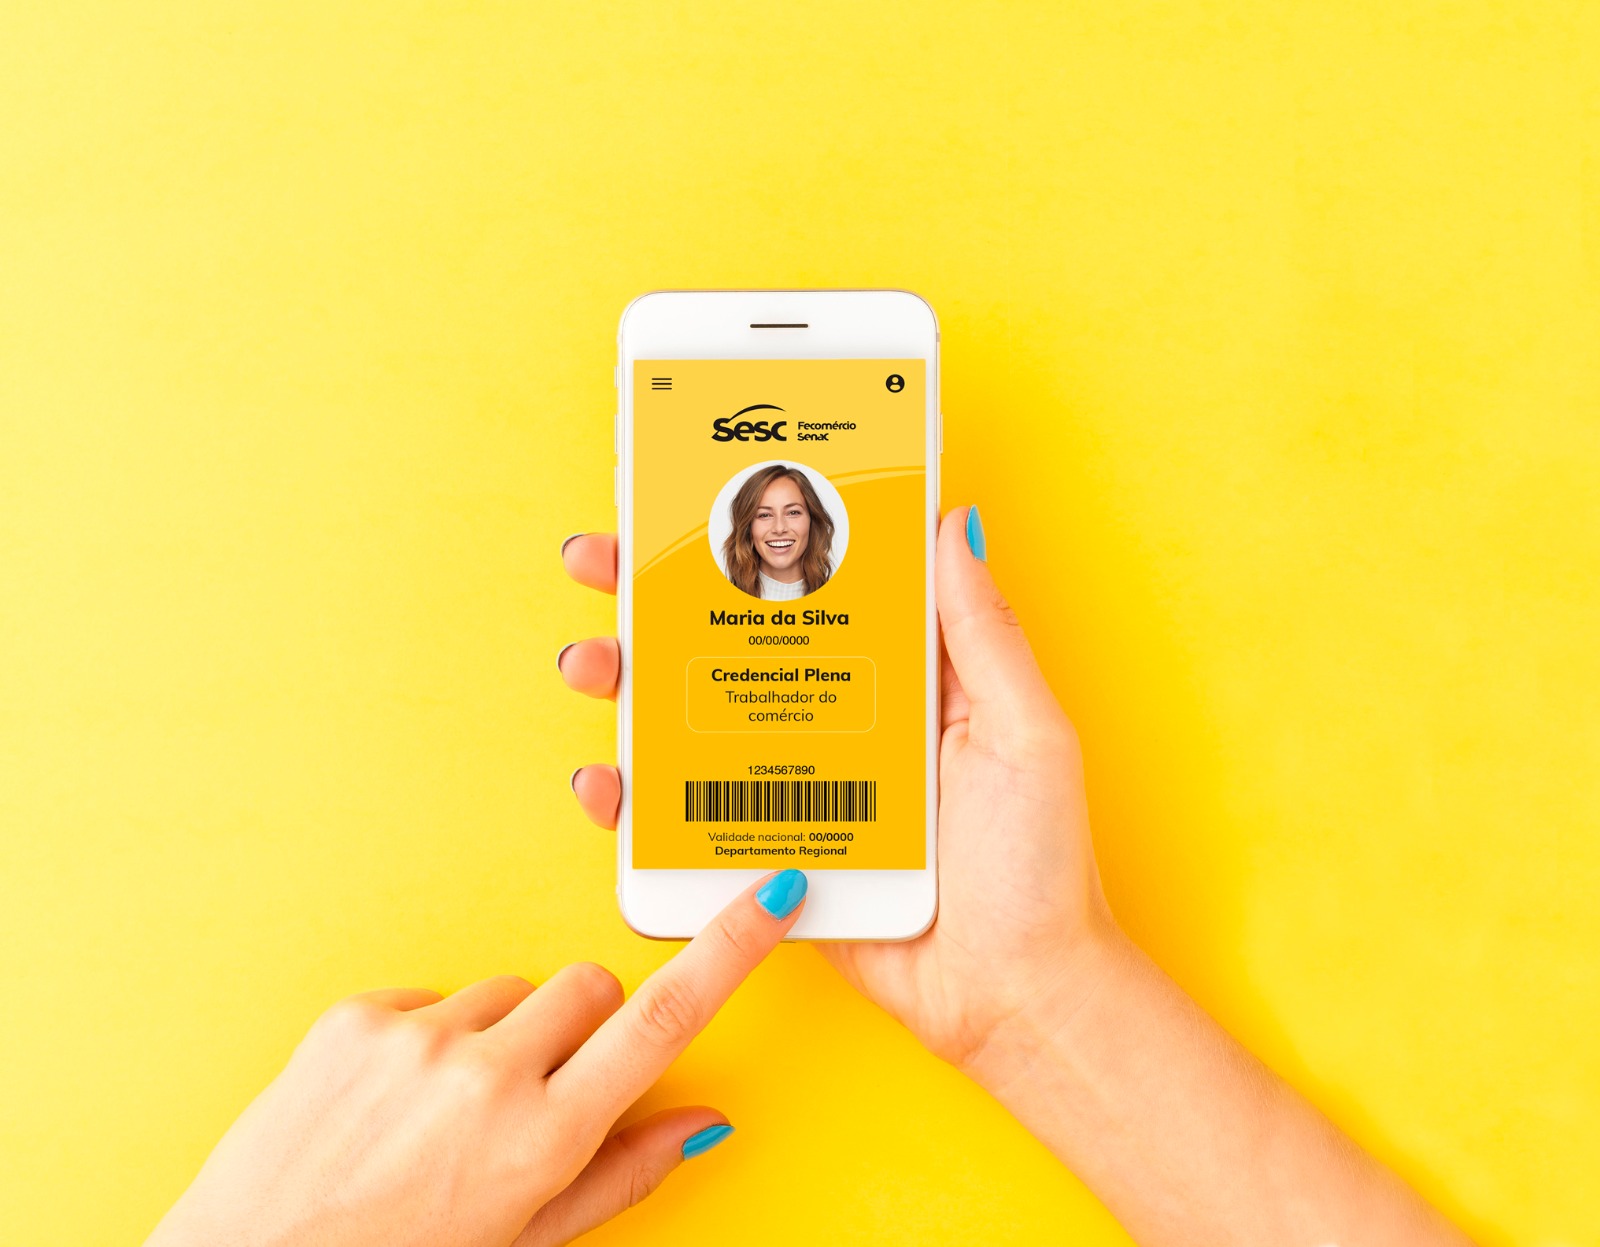 Sesc Fecomércio
Senac
Maria da Silva
00/00/0000
Credencial Plena
Trabalhador do
comércio
1234567890
Validade nacional: 00/0000
Departamento Regional